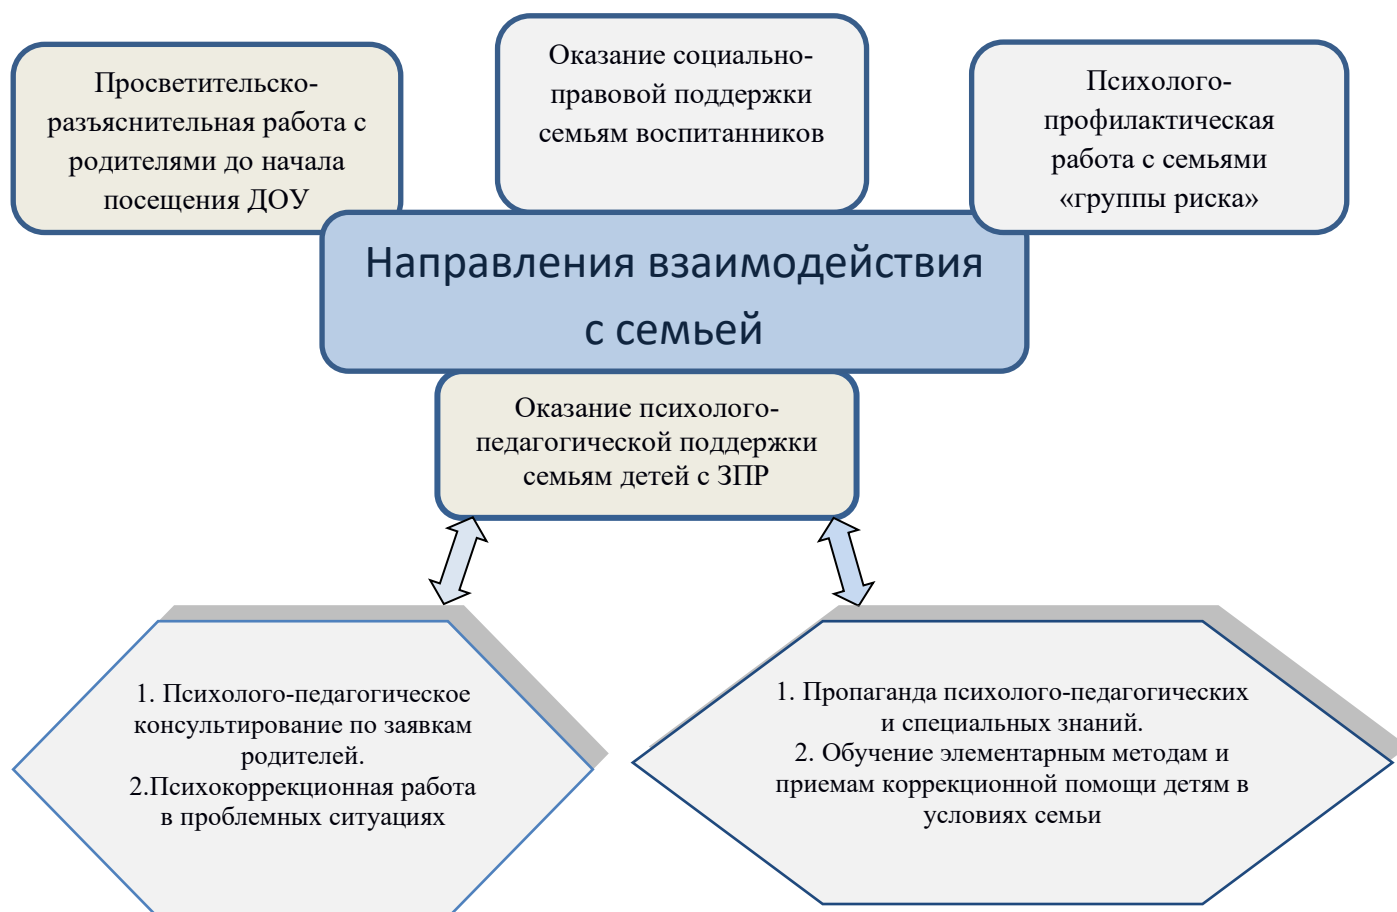 Просветительско-
разъяснительная работа с
родителями до начала
посещения ДОУ
Оказание социально-
правовой поддержки
семьям воспитанников
Психолого-
профилактическая
работа с семьями
«группы риска»
Направления взаимодействия
с семьей
Оказание психолого-
педагогической поддержки
семьям детей с ЗПР
1. Психолого-педагогическое
консультирование по заявкам
родителей.
2.Психокоррекционная работа
в проблемных ситуациях
1. Пропаганда психолого-педагогических
и специальных знаний.
2. Обучение элементарным методам и
приемам коррекционной помощи детям в
условиях семьи